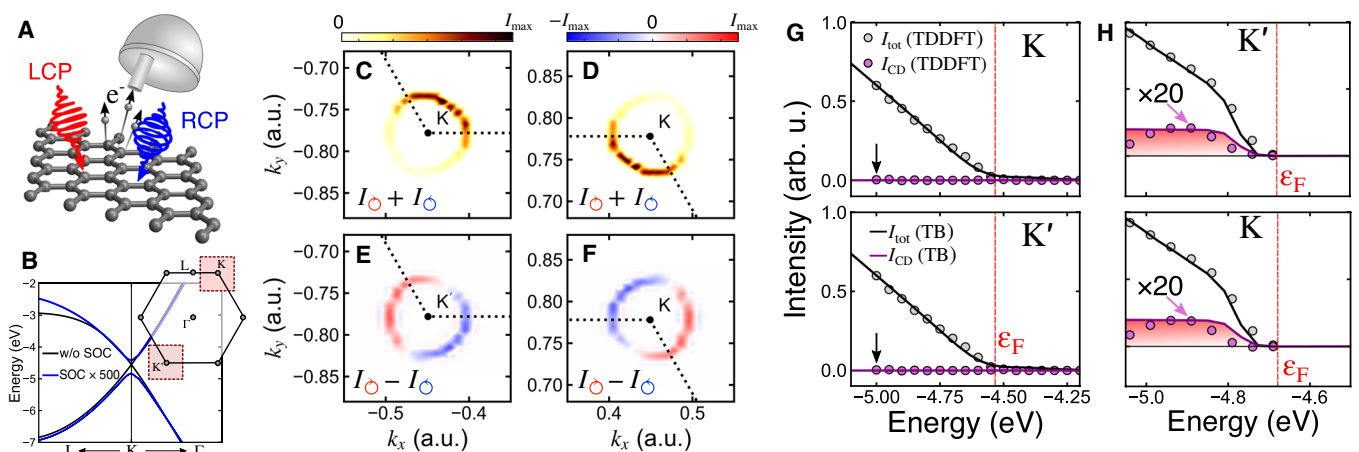 A
LCP
e⁻
RCP
B
K
L
Γ
K'
−2
−3
−4
−5
−6
−7
Energy (eV)
w/o SOC
SOC × 500
L
K
Γ
0
I_max
−I_max
0
I_max
C
−0.70
−0.75
−0.80
k_y (a.u.)
K
I + I
D
0.85
0.80
0.75
0.70
k_y (a.u.)
K
I + I
E
−0.70
−0.75
−0.80
−0.85
k_y (a.u.)
K'
I − I
−0.5
−0.4
k_x (a.u.)
F
0.85
0.80
0.75
0.70
k_y (a.u.)
K
I − I
0.4
0.5
k_x (a.u.)
G
K
I_tot (TDDFT)
I_CD (TDDFT)
1.0
0.5
0.0
Intensity (arb. u.)
K'
I_tot (TB)
I_CD (TB)
1.0
0.5
0.0
ε_F
−5.00
−4.75
−4.50
−4.25
Energy (eV)
H
K'
×20
ε_F
K
×20
ε_F
−5.0
−4.8
−4.6
Energy (eV)